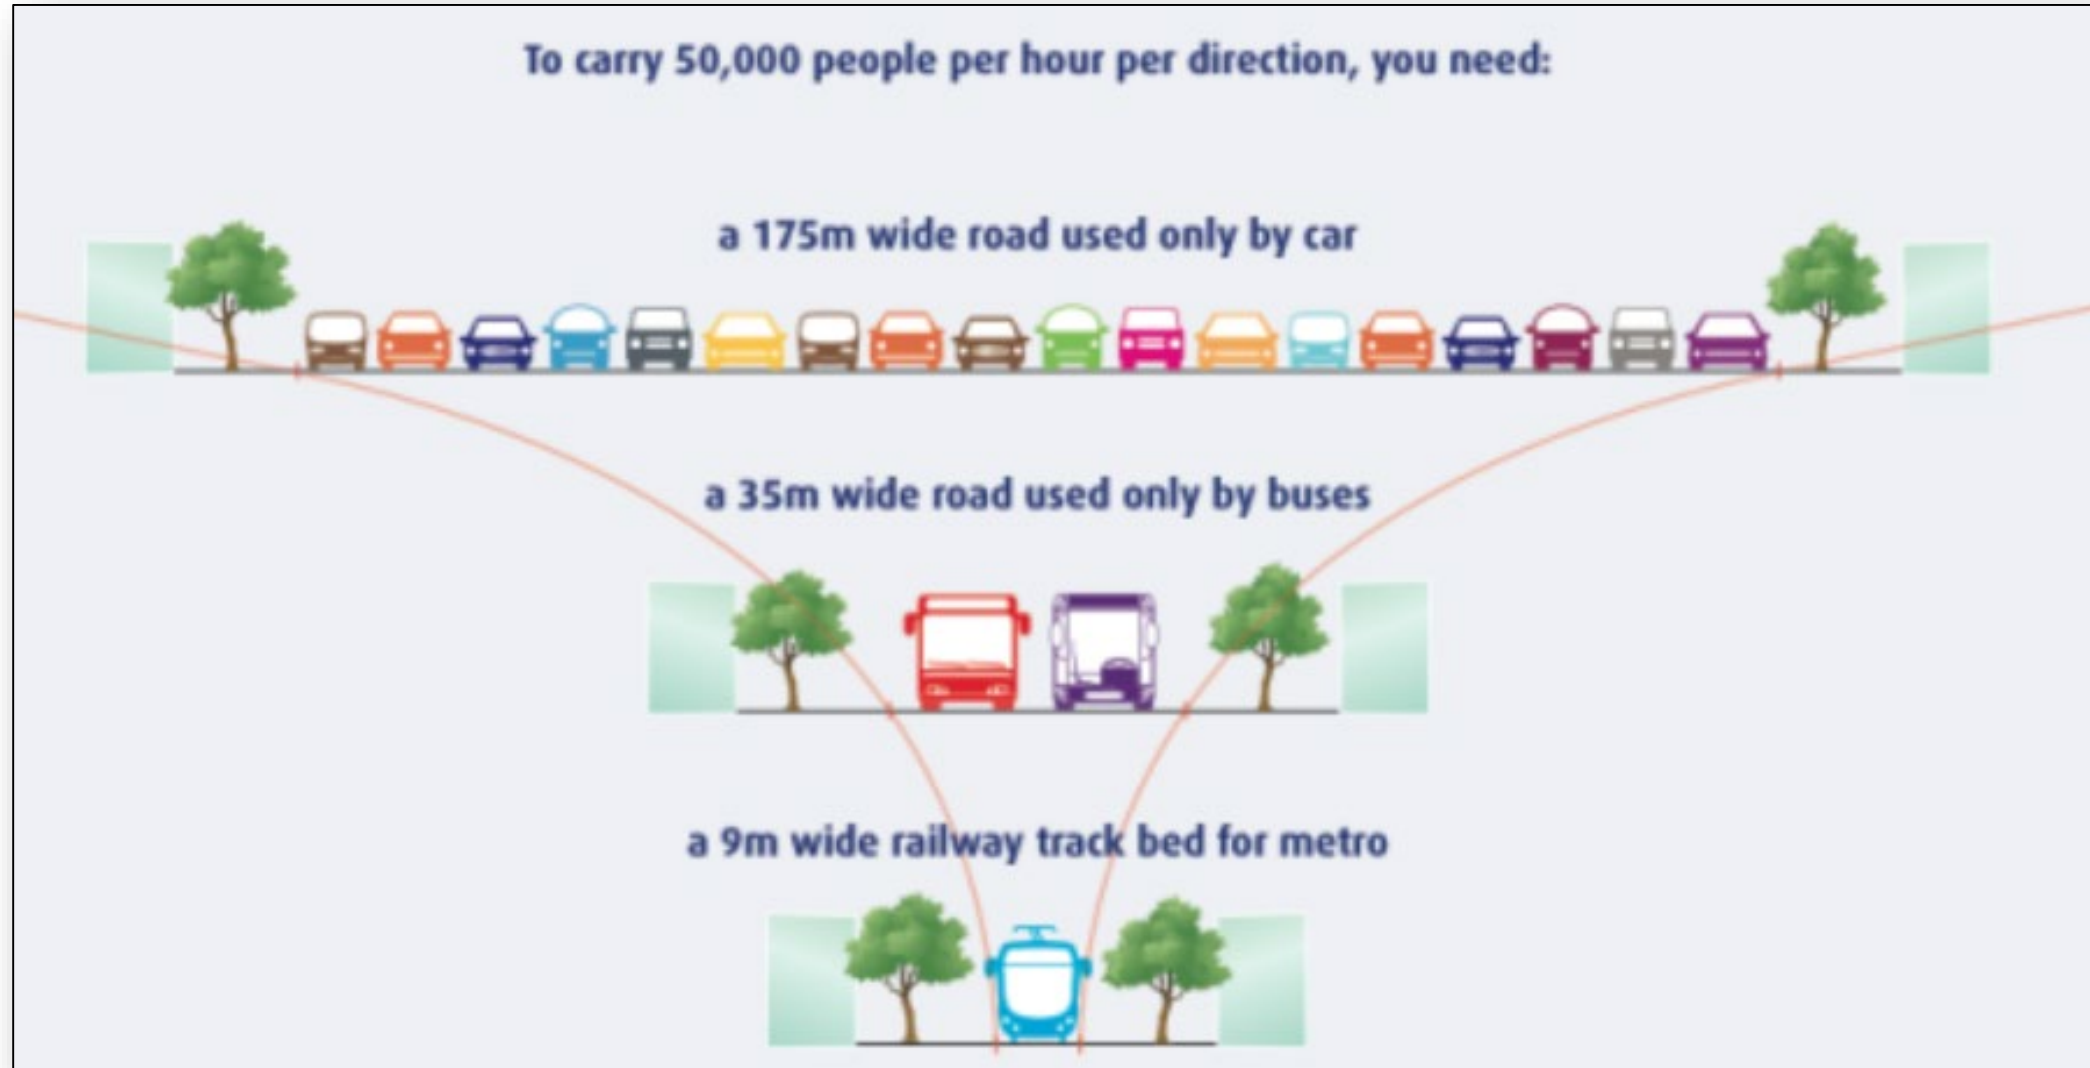 To carry 50,000 people per hour per direction, you need:
a 175m wide road used only by car
a 35m wide road used only by buses
a 9m wide railway track bed for metro